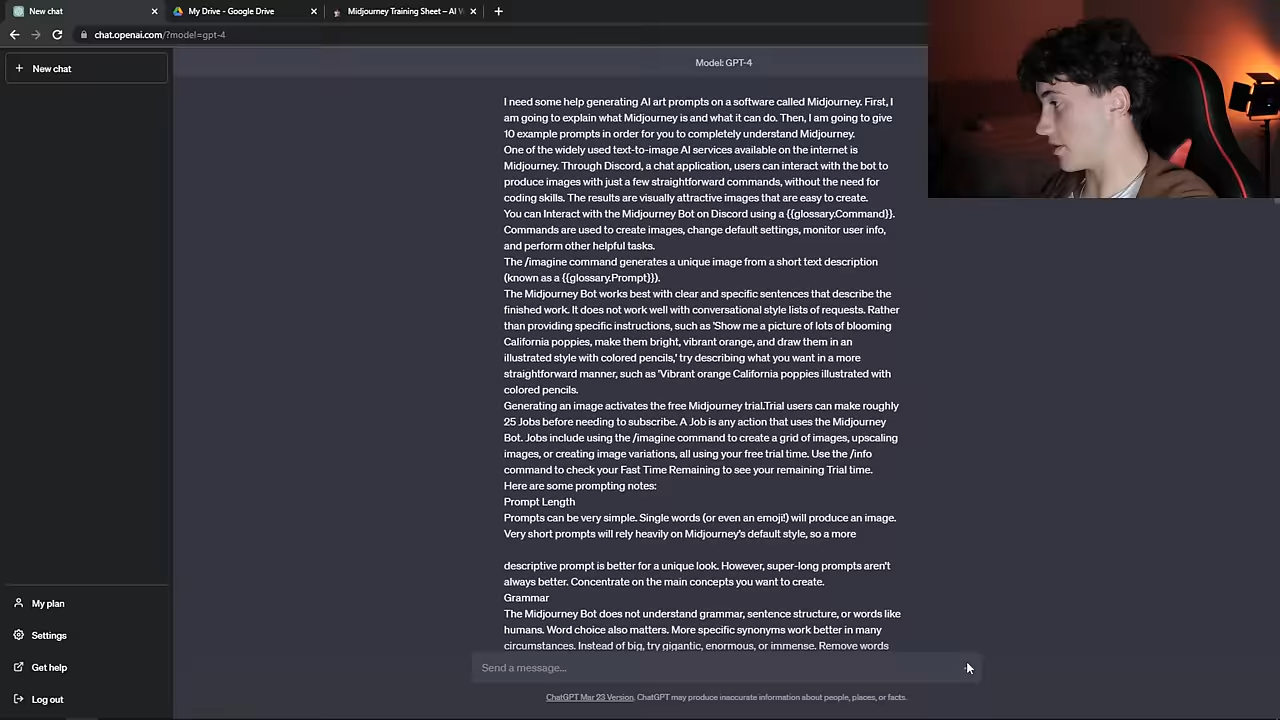 New chat
My Drive - Google Drive
Midjourney Training Sheet – AI
chat.openai.com/?model=gpt-4
New chat
Model: GPT-4
I need some help generating AI art prompts on a software called Midjourney. First, I
am going to explain what Midjourney is and what it can do. Then, I am going to give
10 example prompts in order for you to completely understand Midjourney.
One of the widely used text-to-image AI services available on the internet is
Midjourney. Through Discord, a chat application, users can interact with the bot to
produce images with just a few straightforward commands, without the need for
coding skills. The results are visually attractive images that are easy to create.
You can Interact with the Midjourney Bot on Discord using a {{glossary.Command}}.
Commands are used to create images, change default settings, monitor user info,
and perform other helpful tasks.
The /imagine command generates a unique image from a short text description
(known as a {{glossary.Prompt}}).
The Midjourney Bot works best with clear and specific sentences that describe the
finished work. It does not work well with conversational style lists of requests. Rather
than providing specific instructions, such as 'Show me a picture of lots of blooming
California poppies, make them bright, vibrant orange, and draw them in an
illustrated style with colored pencils,' try describing what you want in a more
straightforward manner, such as 'Vibrant orange California poppies illustrated with
colored pencils.
Generating an image activates the free Midjourney trial.Trial users can make roughly
25 Jobs before needing to subscribe. A Job is any action that uses the Midjourney
Bot. Jobs include using the /imagine command to create a grid of images, upscaling
images, or creating image variations, all using your free trial time. Use the /info
command to check your Fast Time Remaining to see your remaining Trial time.
Here are some prompting notes:
Prompt Length
Prompts can be very simple. Single words (or even an emoji!) will produce an image.
Very short prompts will rely heavily on Midjourney's default style, so a more
descriptive prompt is better for a unique look. However, super-long prompts aren't
always better. Concentrate on the main concepts you want to create.
Grammar
The Midjourney Bot does not understand grammar, sentence structure, or words like
humans. Word choice also matters. More specific synonyms work better in many
circumstances. Instead of big, try gigantic, enormous, or immense. Remove words
My plan
Settings
Get help
Log out
Send a message...
ChatGPT Mar 23 Version. ChatGPT may produce inaccurate information about people, places, or facts.